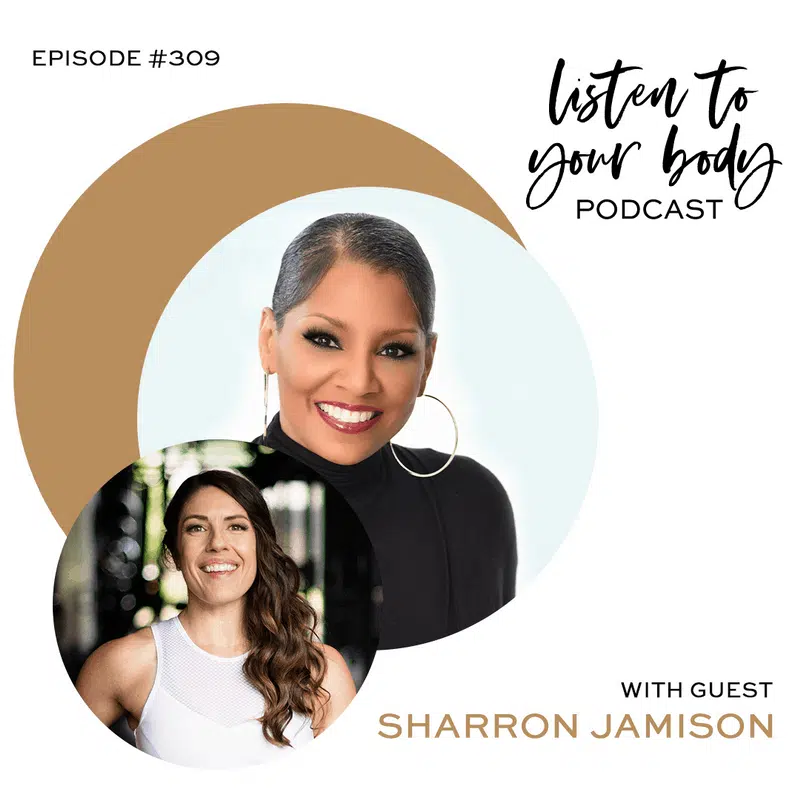 EPISODE #309
listen to
your body
PODCAST
WITH GUEST
SHARRON JAMISON